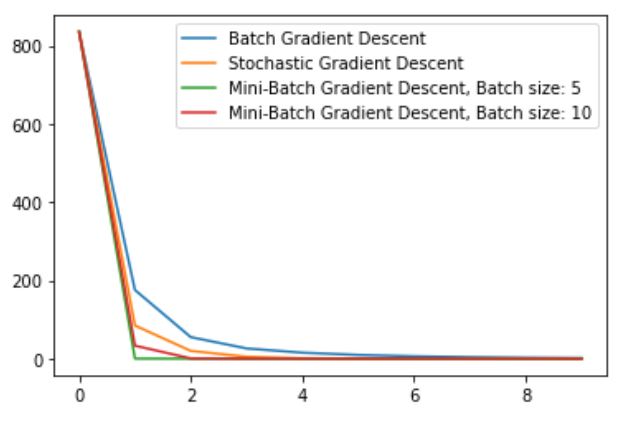 800
600
400
200
0
Batch Gradient Descent
Stochastic Gradient Descent
Mini-Batch Gradient Descent, Batch size: 5
Mini-Batch Gradient Descent, Batch size: 10
0 2 4 6 8